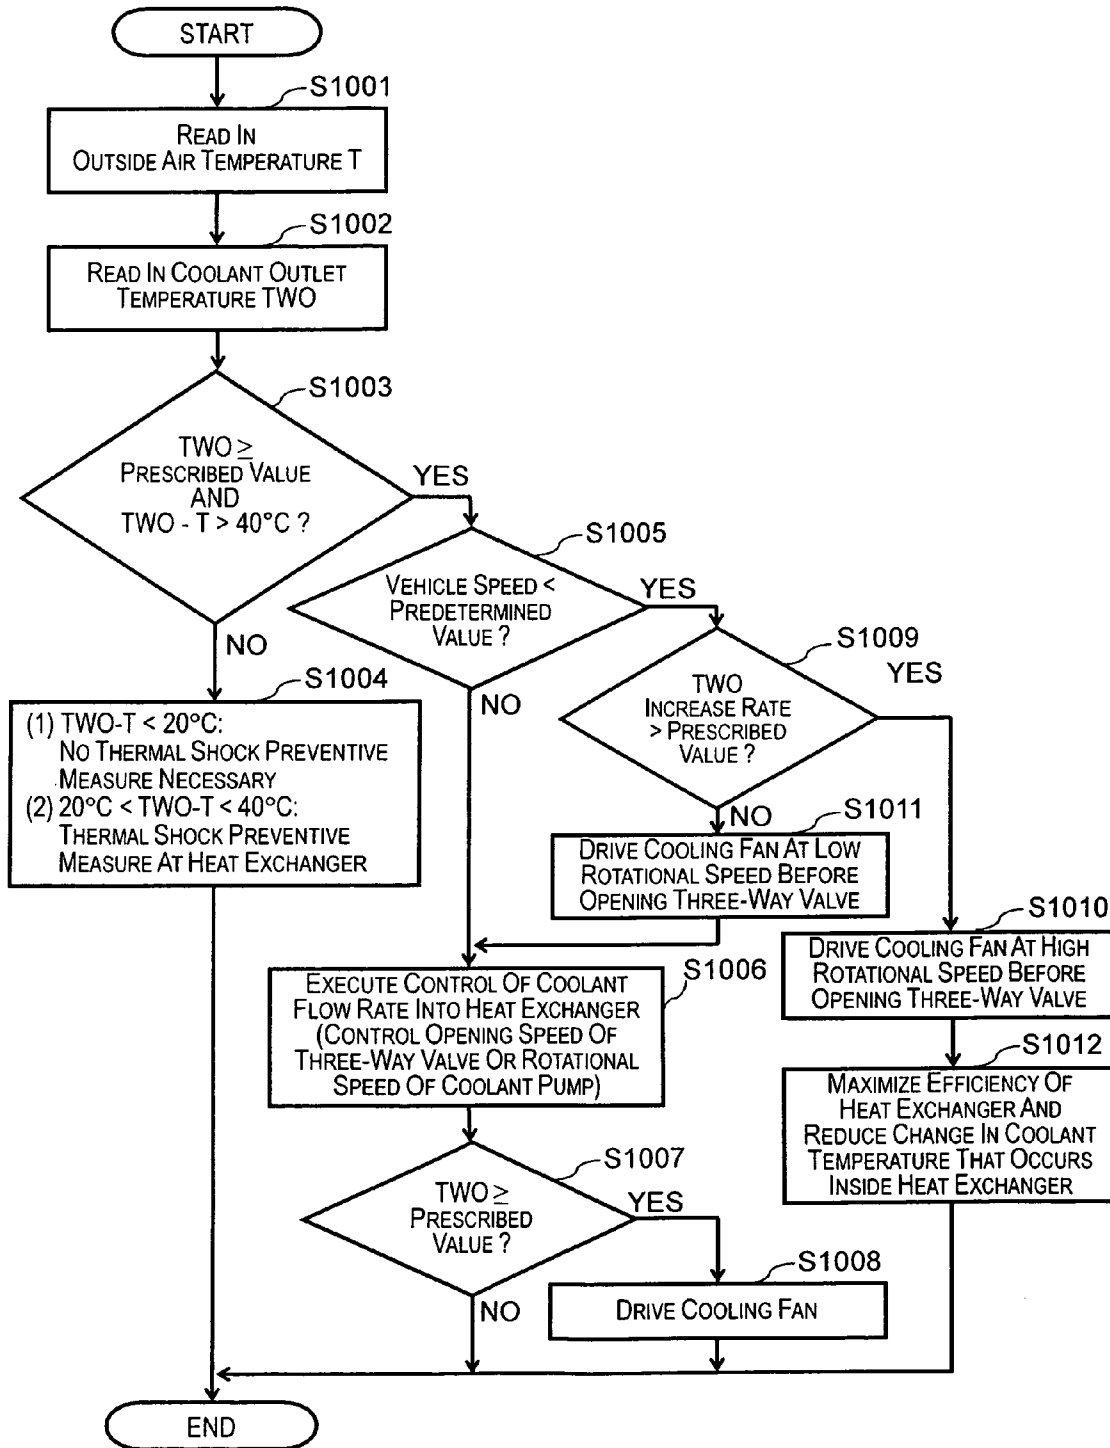 START
S1001
READ IN
OUTSIDE AIR TEMPERATURE T
S1002
READ IN COOLANT OUTLET
TEMPERATURE TWO
S1003
TWO ≥
PRESCRIBED VALUE
AND
TWO - T > 40°C ?
YES
NO
S1005
VEHICLE SPEED <
PREDETERMINED
VALUE ?
YES
NO
S1004
(1) TWO-T < 20°C:
NO THERMAL SHOCK PREVENTIVE
MEASURE NECESSARY
(2) 20°C < TWO-T < 40°C:
THERMAL SHOCK PREVENTIVE
MEASURE AT HEAT EXCHANGER
S1009
TWO
INCREASE RATE
> PRESCRIBED
VALUE ?
YES
NO
S1011
DRIVE COOLING FAN AT LOW
ROTATIONAL SPEED BEFORE
OPENING THREE-WAY VALVE
S1010
DRIVE COOLING FAN AT HIGH
ROTATIONAL SPEED BEFORE
OPENING THREE-WAY VALVE
S1006
EXECUTE CONTROL OF COOLANT
FLOW RATE INTO HEAT EXCHANGER
(CONTROL OPENING SPEED OF
THREE-WAY VALVE OR ROTATIONAL
SPEED OF COOLANT PUMP)
S1012
MAXIMIZE EFFICIENCY OF
HEAT EXCHANGER AND
REDUCE CHANGE IN COOLANT
TEMPERATURE THAT OCCURS
INSIDE HEAT EXCHANGER
S1007
TWO ≥
PRESCRIBED
VALUE ?
YES
NO
S1008
DRIVE COOLING FAN
END